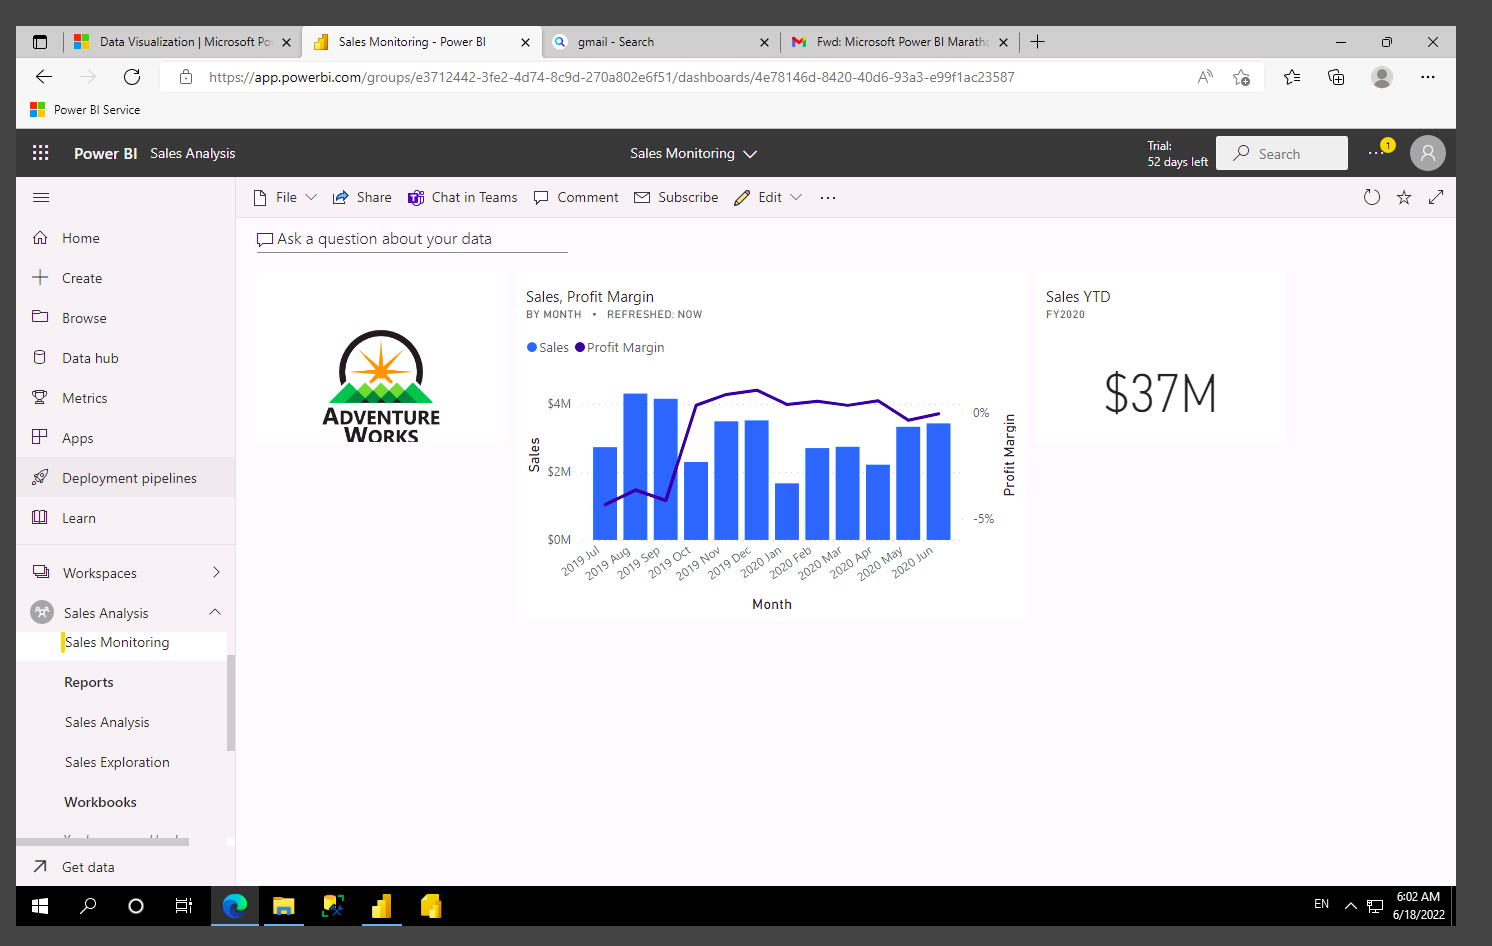 Data Visualization | Microsoft Po
Sales Monitoring - Power BI
gmail - Search
Fwd: Microsoft Power BI Maratho
https://app.powerbi.com/groups/e3712442-3fe2-4d74-8c9d-270a802e6f51/dashboards/4e78146d-8420-40d6-93a3-e99f1ac23587
Power BI Service
Power BI Sales Analysis
Sales Monitoring
Trial:
52 days left
Search
1
File
Share
Chat in Teams
Comment
Subscribe
Edit
Home
Create
Browse
Data hub
Metrics
Apps
Deployment pipelines
Learn
Workspaces
Sales Analysis
Sales Monitoring
Reports
Sales Analysis
Sales Exploration
Workbooks
Get data
Ask a question about your data
ADVENTURE
WORKS
Sales, Profit Margin
BY MONTH • REFRESHED: NOW
Sales Profit Margin
$4M
$2M
$0M
Sales
0%
-5%
Profit Margin
2019 Jul
2019 Aug
2019 Sep
2019 Oct
2019 Nov
2019 Dec
2020 Jan
2020 Feb
2020 Mar
2020 Apr
2020 May
2020 Jun
Month
Sales YTD
FY2020
$37M
EN
6:02 AM
6/18/2022